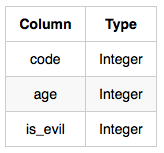 Column Type
code Integer
age Integer
is_evil Integer